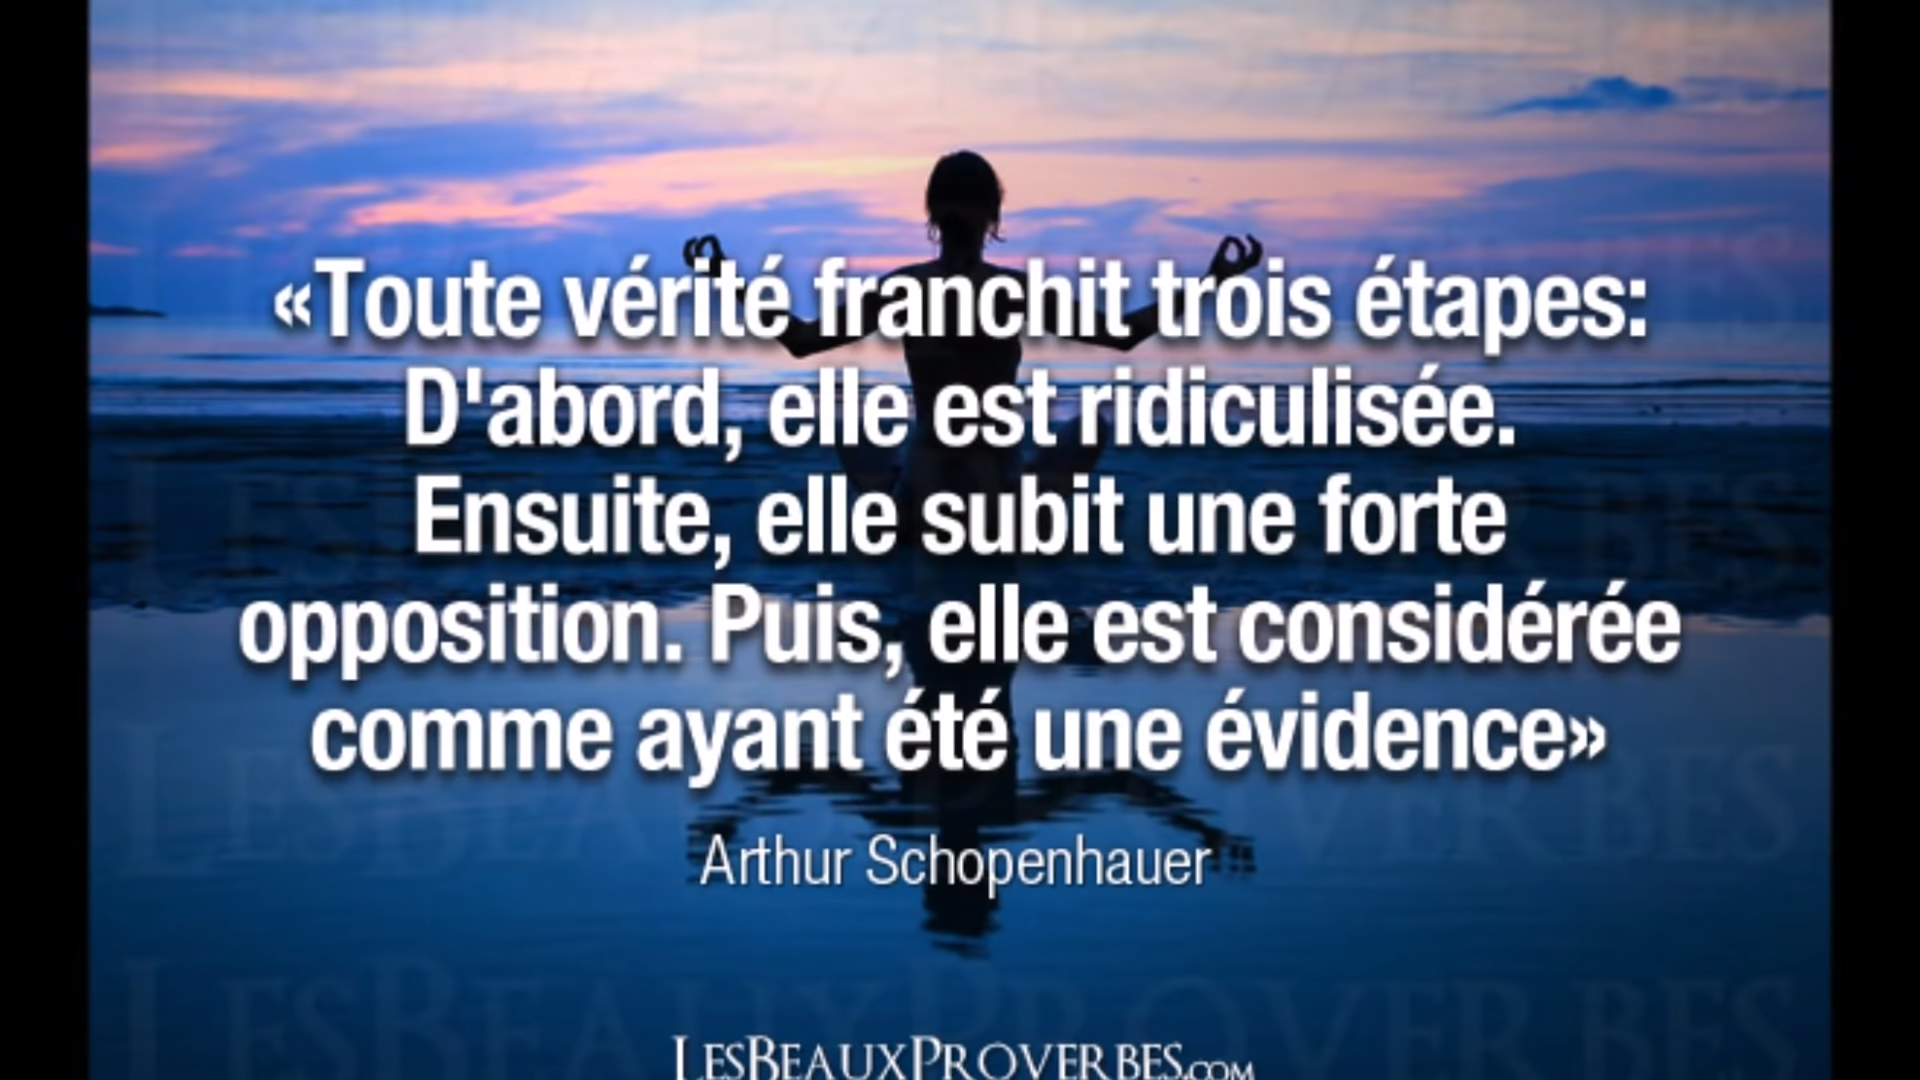 «Toute vérité franchit trois étapes:
D'abord, elle est ridiculisée.
Ensuite, elle subit une forte
opposition. Puis, elle est considérée
comme ayant été une évidence»
Arthur Schopenhauer
LESBEAUXPROVERBES.COM